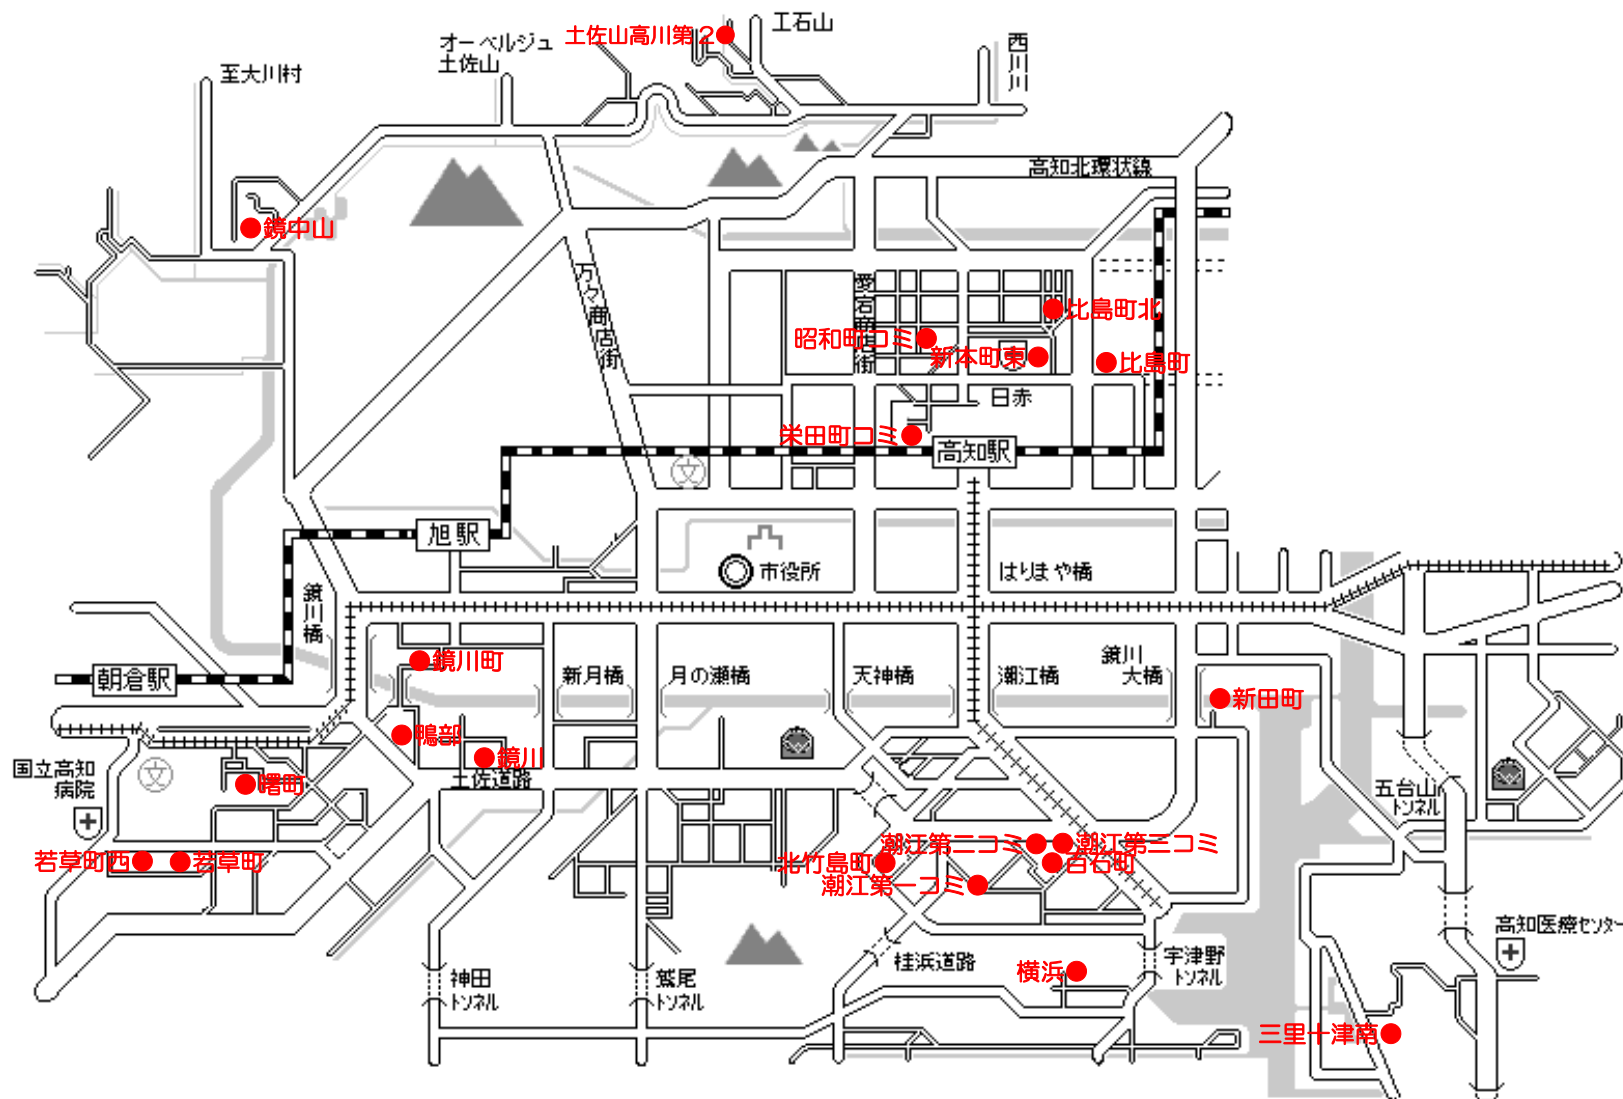 土佐山高川第2
工石山
オーベルジュ
土佐山
西川川
至大川村
高知北環状線
鏡中山
万々商店街
愛宕商店街
比島町北
昭和町コミ
新本町東
比島町
日赤
栄田町コミ
高知駅
旭駅
市役所
はりまや橋
鏡川橋
朝倉駅
鏡川町
新月橋
月の瀬橋
天神橋
潮江橋
鏡川
大橋
新田町
鴨部
鏡川
土佐道路
国立高知
病院
曙町
五台山
トンネル
若草町西
若草町
潮江第二コミ
潮江第三コミ
北竹島町
百石町
潮江第一コミ
高知医療センター
桂浜道路
宇津野
トンネル
横浜
神田
トンネル
鷲尾
トンネル
三里十津南
文
文